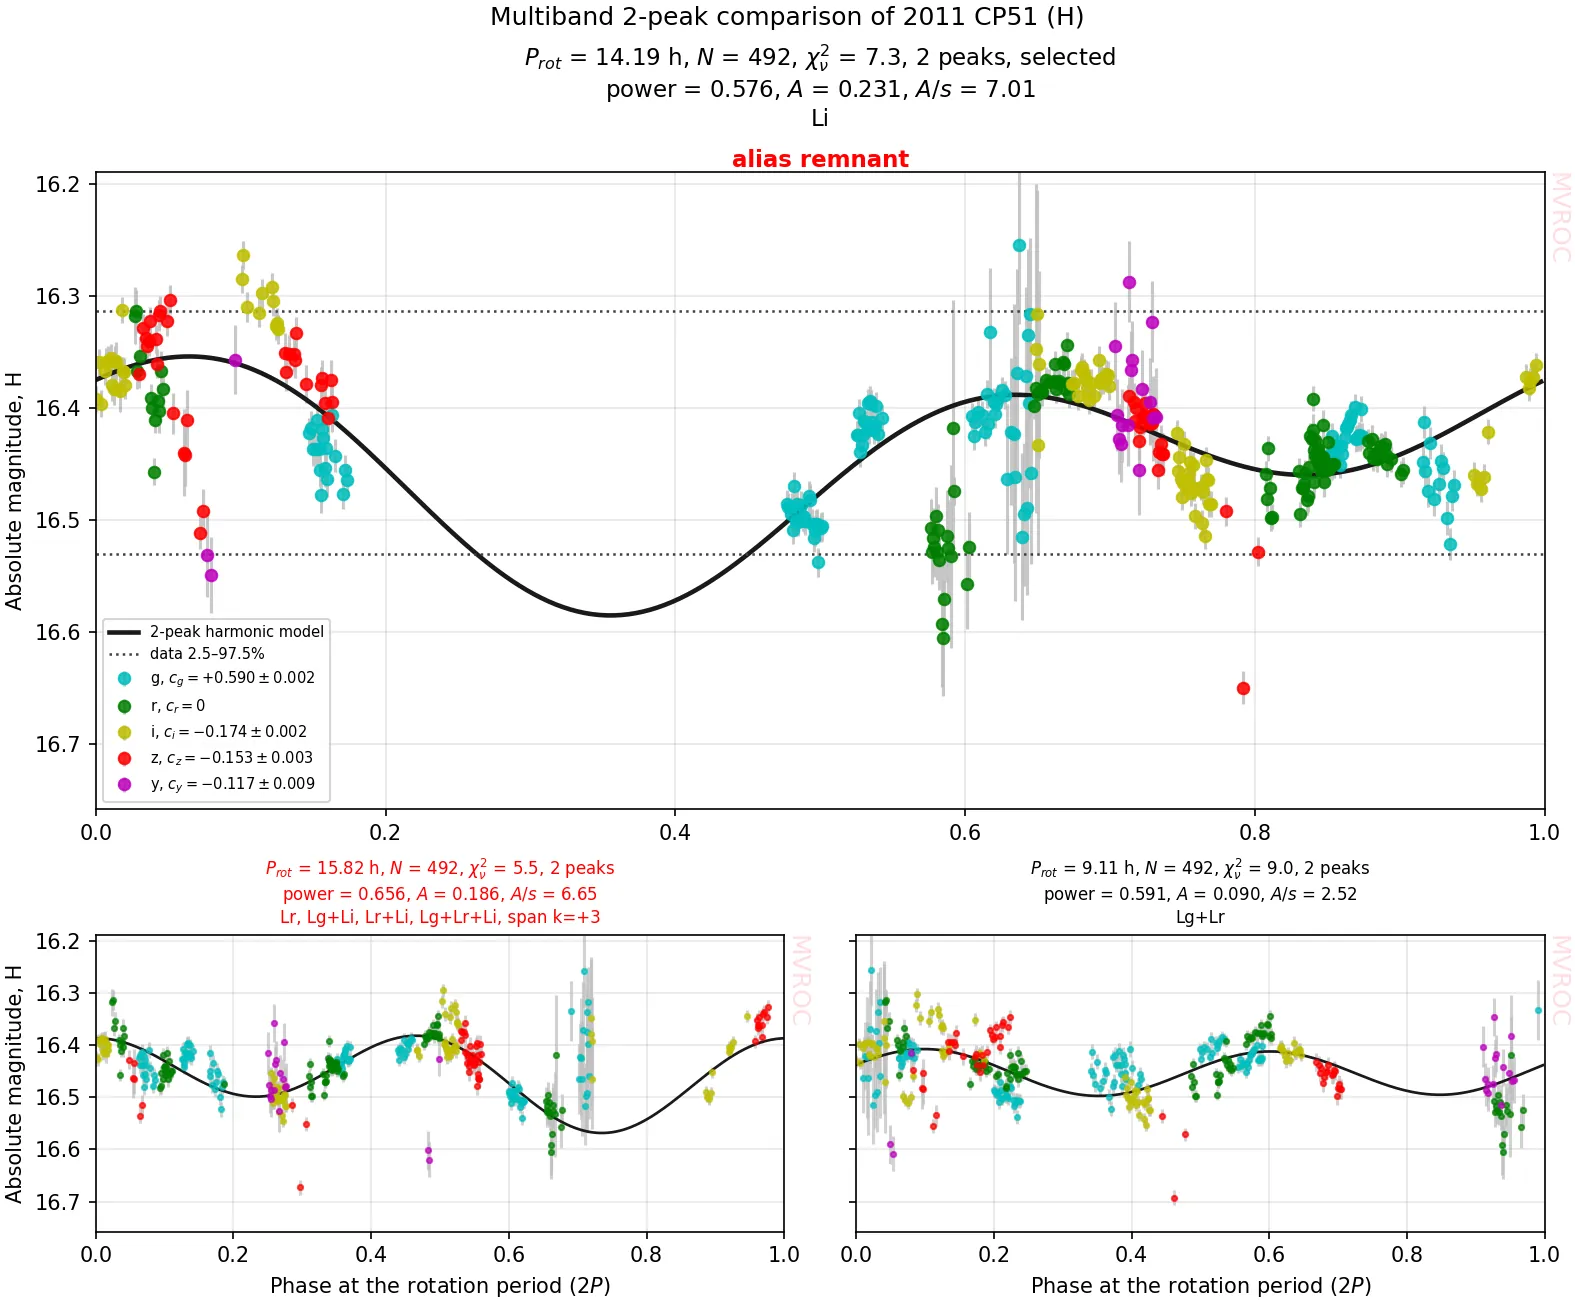 Multiband 2-peak comparison of 2011 CP51 (H)
P_rot = 14.19 h, N = 492, χ²_ν = 7.3, 2 peaks, selected
power = 0.576, A = 0.231, A/s = 7.01
Li
alias remnant
MVROC
16.2
16.3
16.4
16.5
16.6
16.7
Absolute magnitude, H
2-peak harmonic model
data 2.5–97.5%
g, c_g = +0.590 ± 0.002
r, c_r = 0
i, c_i = −0.174 ± 0.002
z, c_z = −0.153 ± 0.003
y, c_y = −0.117 ± 0.009
0.0 0.2 0.4 0.6 0.8 1.0
P_rot = 15.82 h, N = 492, χ²_ν = 5.5, 2 peaks
power = 0.656, A = 0.186, A/s = 6.65
Lr, Lg+Li, Lr+Li, Lg+Lr+Li, span k=+3
MVROC
16.2
16.3
16.4
16.5
16.6
16.7
Absolute magnitude, H
0.0 0.2 0.4 0.6 0.8 1.0
Phase at the rotation period (2P)
P_rot = 9.11 h, N = 492, χ²_ν = 9.0, 2 peaks
power = 0.591, A = 0.090, A/s = 2.52
Lg+Lr
MVROC
0.0 0.2 0.4 0.6 0.8 1.0
Phase at the rotation period (2P)